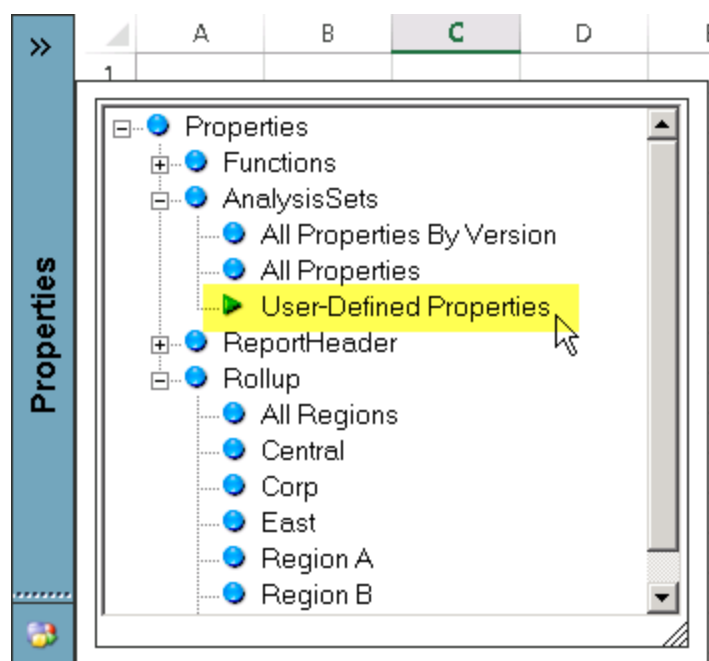 »
A B C D
1
Properties
Properties
Functions
AnalysisSets
All Properties By Version
All Properties
User-Defined Properties
ReportHeader
Rollup
All Regions
Central
Corp
East
Region A
Region B